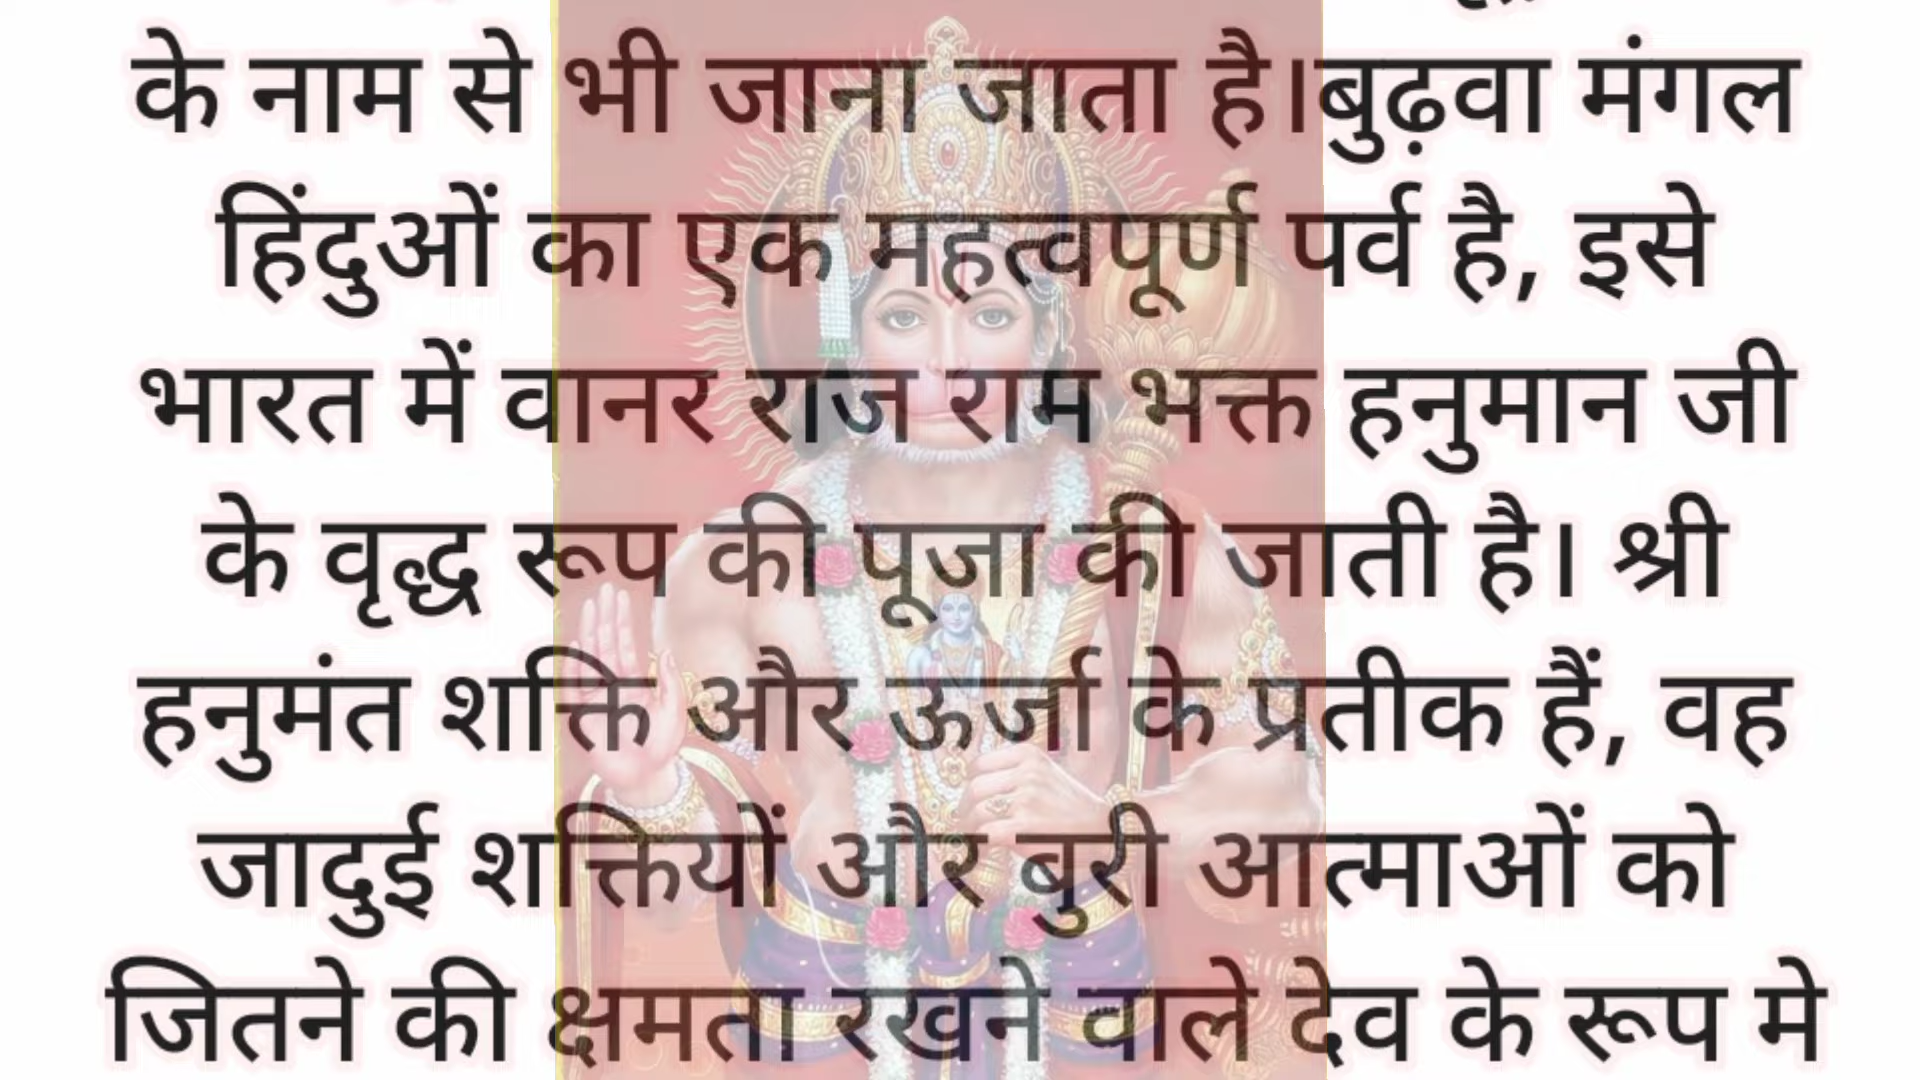 के नाम से भी जाना जाता है।बुढ़वा मंगल
हिंदुओं का एक महत्वपूर्ण पर्व है, इसे
भारत में वानर राज राम भक्त हनुमान जी
के वृद्ध रूप की पूजा की जाती है। श्री
हनुमंत शक्ति और ऊर्जा के प्रतीक हैं, वह
जादुई शक्तियों और बुरी आत्माओं को
जितने की क्षमता रखने वाले देव के रूप मे